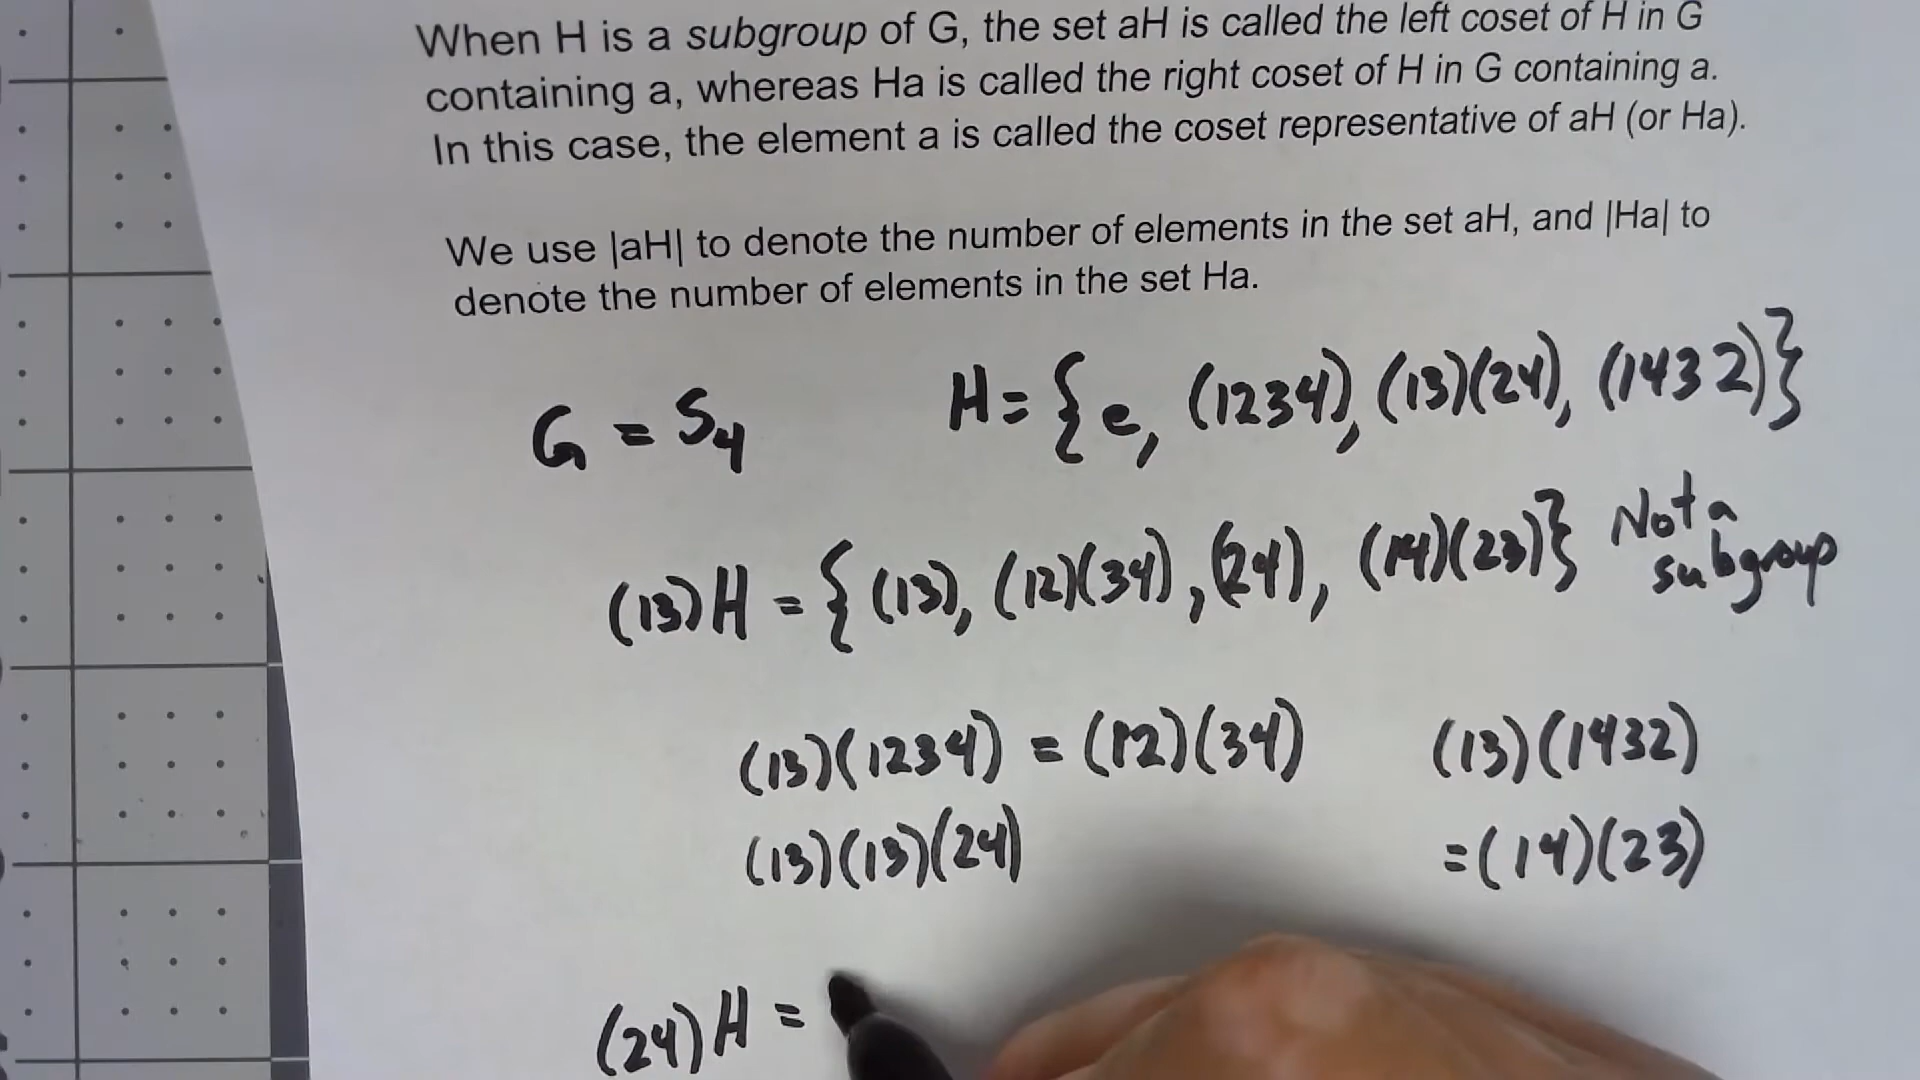 When H is a subgroup of G, the set aH is called the left coset of H in G
containing a, whereas Ha is called the right coset of H in G containing a.
In this case, the element a is called the coset representative of aH (or Ha).
We use |aH| to denote the number of elements in the set aH, and |Ha| to
denote the number of elements in the set Ha.
G = S₄ H = {e, (1234), (13)(24), (1432)}
(13)H = {(13), (12)(34), (24), (14)(23)} Not a subgroup
(13)(1234) = (12)(34) (13)(1432)
(13)(13)(24) =(14)(23)
(24)H =